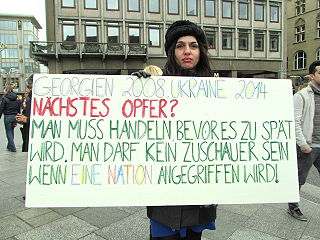 GEORGIEN 2008. UKRAINE 2014
NÄCHSTES OPFER?
MAN MUSS HANDELN BEVOR ES ZU SPÄT
WIRD. MAN DARF KEIN ZUSCHAUER SEIN
WENN EINE NATION ANGEGRIFFEN WIRD!